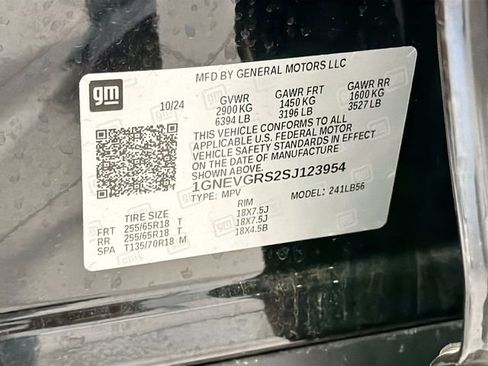 MFD BY GENERAL MOTORS LLC
gm
10/24 GVWR GAWR FRT GAWR RR
2900 KG 1450 KG 1600 KG
6394 LB 3196 LB 3527 LB
THIS VEHICLE CONFORMS TO ALL
APPLICABLE U.S. FEDERAL MOTOR
VEHICLE SAFETY STANDARDS IN EFFECT
ON THE DATE OF MANUFACTURE
1GNEVGRS2SJ123954
TYPE: MPV MODEL: 241LB56
TIRE SIZE RIM
FRT 255/65R18 T 18X7.5J
RR 255/65R18 T 18X7.5J
SPA T135/70R18 M 18X4.5B